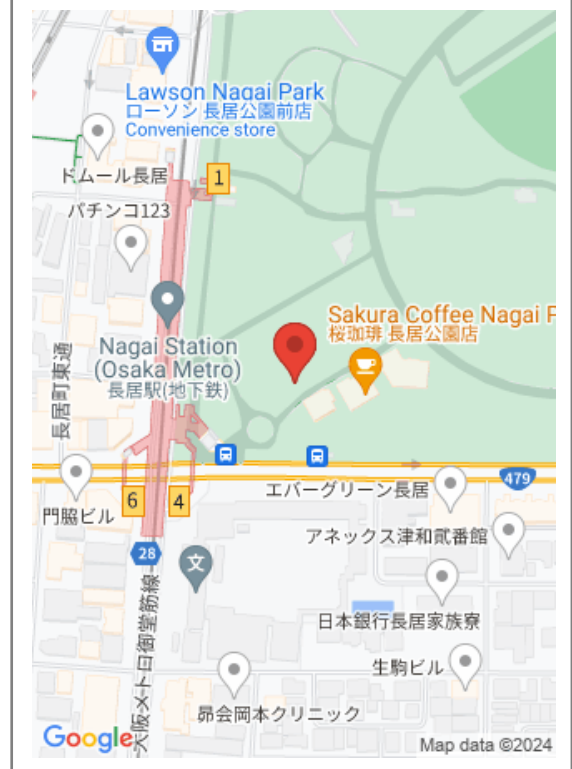 Lawson Nagai Park
ローソン 長居公園前店
Convenience store
ドムール長居
1
パチンコ123
Sakura Coffee Nagai P
桜珈琲 長居公園店
Nagai Station
(Osaka Metro)
長居駅(地下鉄)
長居町東通
479
エバーグリーン長居
6
4
門脇ビル
アネックス津和貮番館
28
文
日本銀行長居家族寮
大阪メトロ御堂筋線
生駒ビル
昴会岡本クリニック
Google
Map data ©2024